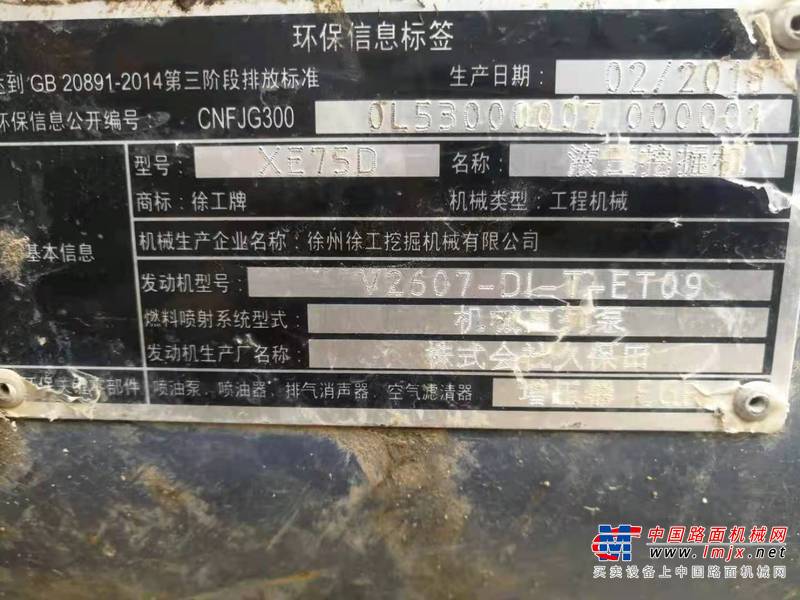 环保信息标签
达到 GB 20891-2014第三阶段排放标准 生产日期： 02/2018
环保信息公开编号： CNFJG300 0L53000007 000001
型号： XE75D 名称： 液压挖掘机
商标：徐工牌 机械类型：工程机械
基本信息
机械生产企业名称：徐州徐工挖掘机械有限公司
发动机型号： V2607-DI-T-ET09
燃料喷射系统型式： 泵
发动机生产厂名称： 株式会社久保田
部件 喷油泵、喷油器、排气消声器、空气滤清器 增压器 EGR
中国路面机械网
www.lmjx.net
买卖设备上中国路面机械网